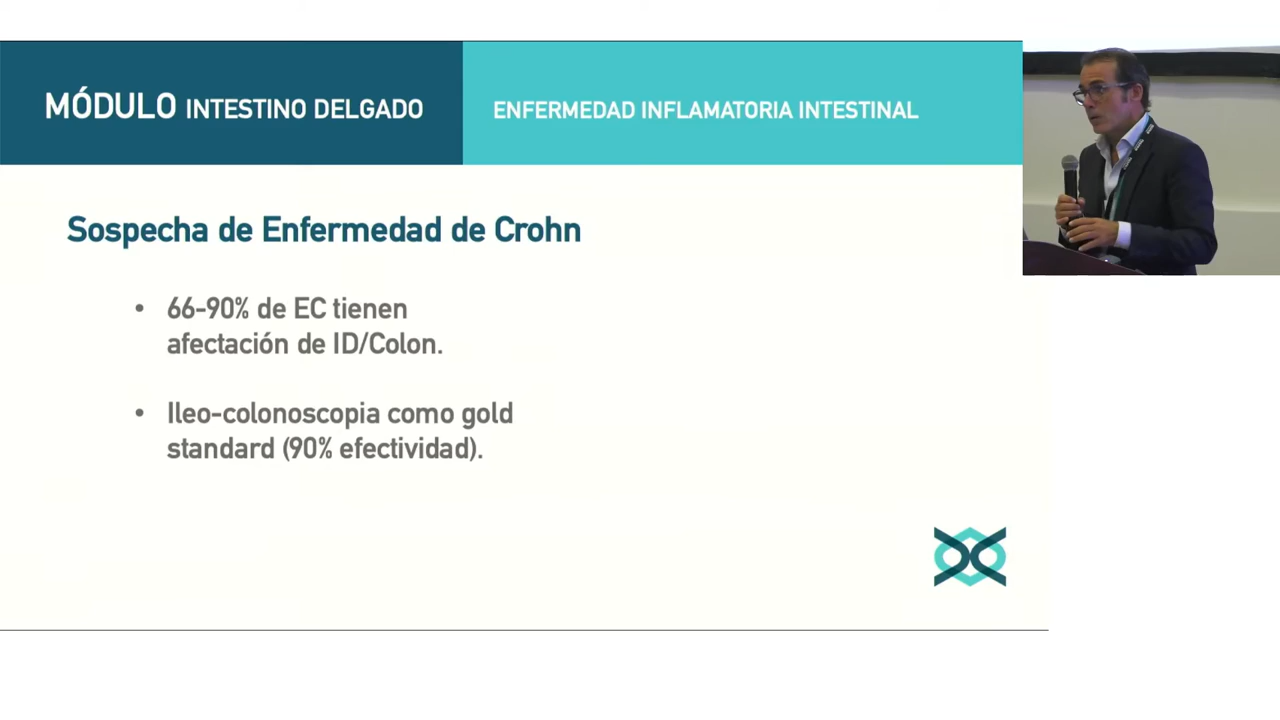 MÓDULO INTESTINO DELGADO
ENFERMEDAD INFLAMATORIA INTESTINAL
Sospecha de Enfermedad de Crohn
• 66-90% de EC tienen
afectación de ID/Colon.
• Ileo-colonoscopia como gold
standard (90% efectividad).